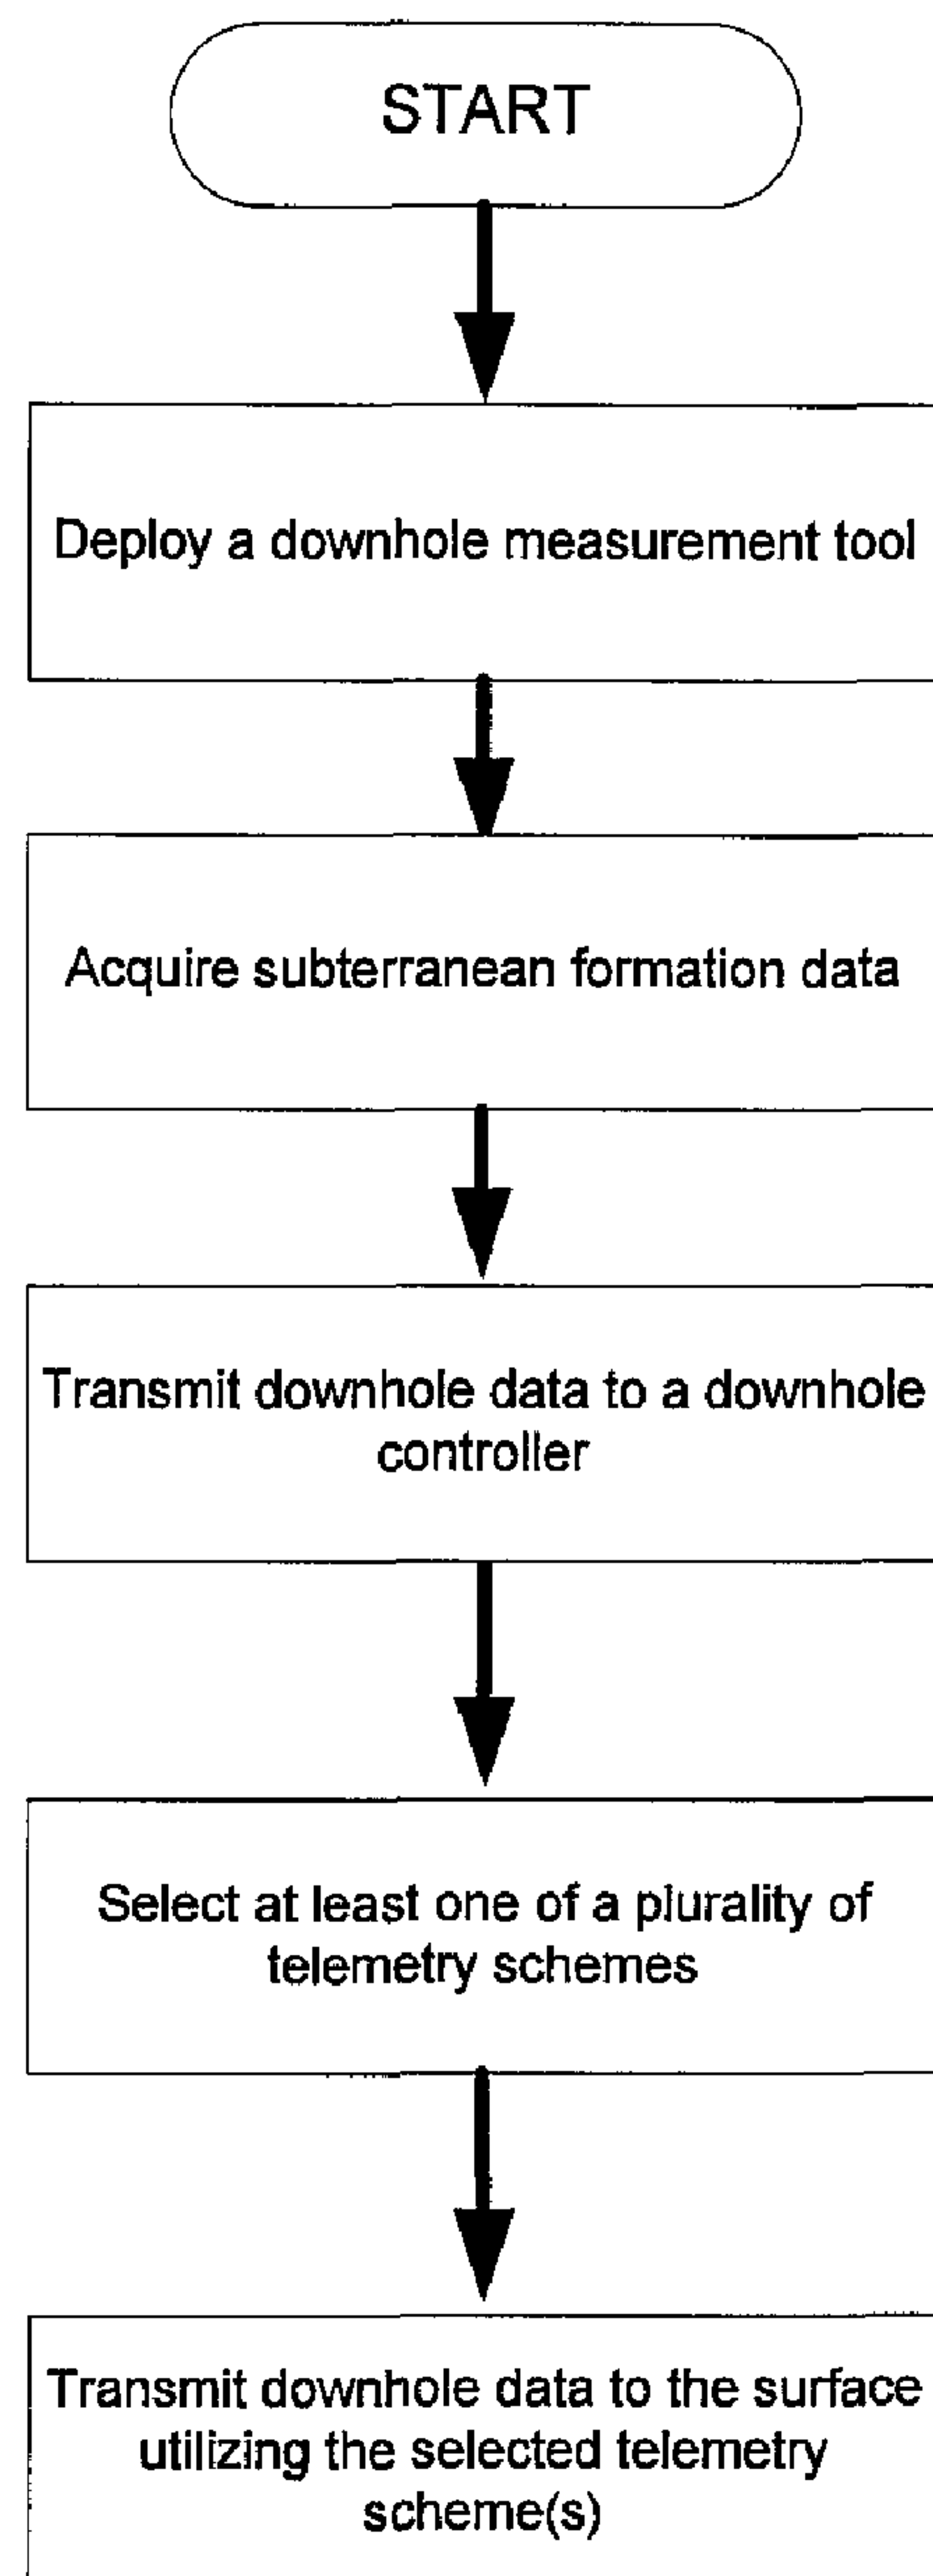 START
Deploy a downhole measurement tool
Acquire subterranean formation data
Transmit downhole data to a downhole
controller
Select at least one of a plurality of
telemetry schemes
Transmit downhole data to the surface
utilizing the selected telemetry
scheme(s)